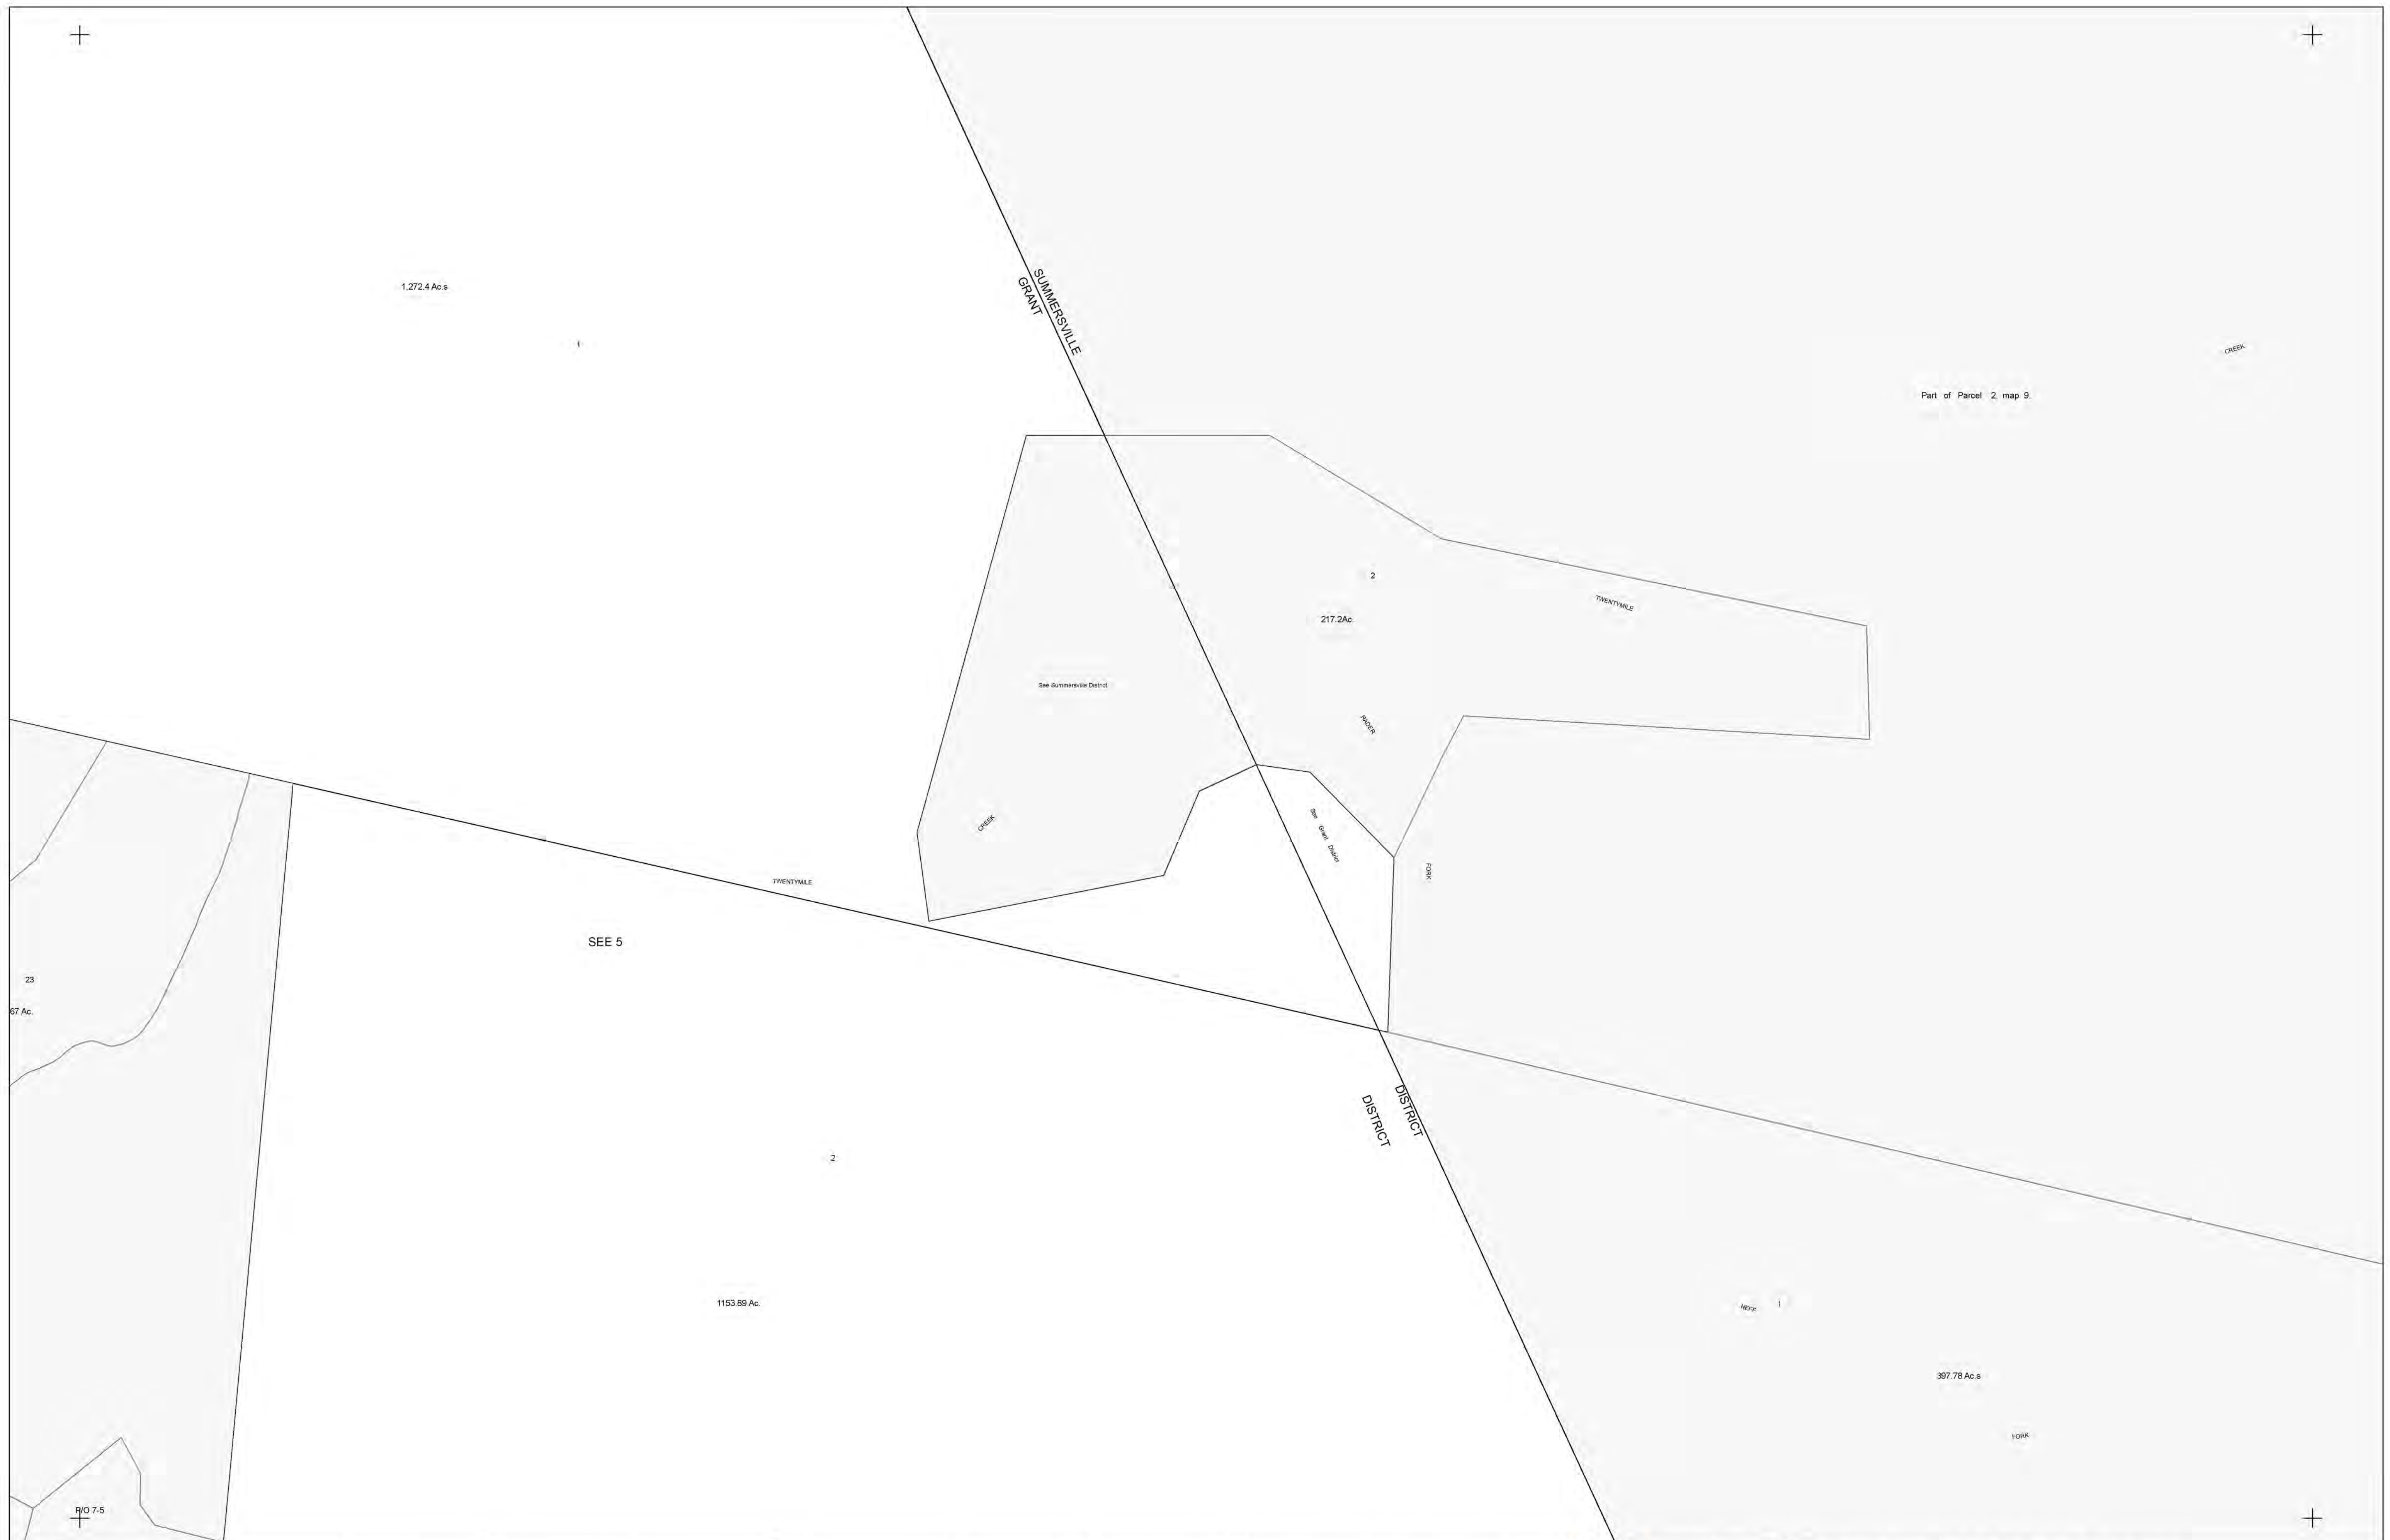 1,272.4 Ac.s
1
SUMMERSVILLE
GRANT
CREEK
Part of Parcel 2, map 9.
2
TWENTYMILE
217.2Ac.
See Summersville District
RADER
CREEK
See Grant District
FORK
TWENTYMILE
SEE 5
23
67 Ac.
DISTRICT
DISTRICT
2
1153.89 Ac.
NEFF
1
397.78 Ac.s
FORK
P/O 7-5